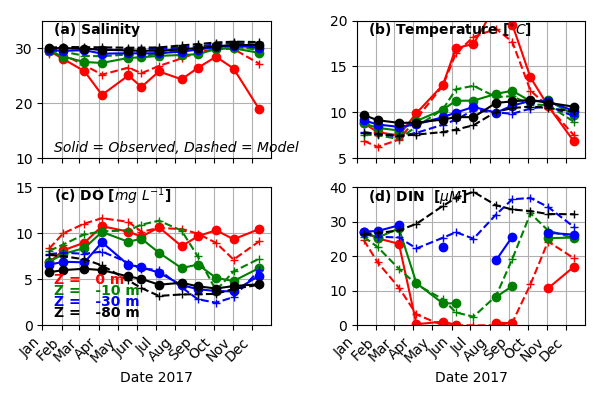 (a) Salinity
30
20
10
Solid = Observed, Dashed = Model
(b) Temperature [°C]
20
15
10
5
(c) DO [mg L⁻¹]
15
10
5
0
Z = 0 m
Z = -10 m
Z = -30 m
Z = -80 m
Jan Feb Mar Apr May Jun Jul Aug Sep Oct Nov Dec
Date 2017
(d) DIN [μM]
40
30
20
10
0
Jan Feb Mar Apr May Jun Jul Aug Sep Oct Nov Dec
Date 2017